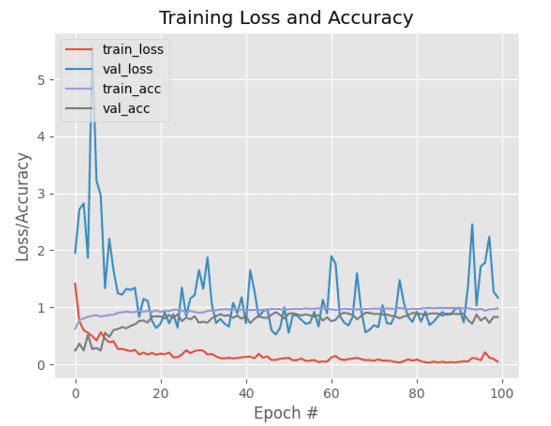 Training Loss and Accuracy
train_loss
val_loss
train_acc
val_acc
Loss/Accuracy
5
4
3
2
1
0
0 20 40 60 80 100
Epoch #